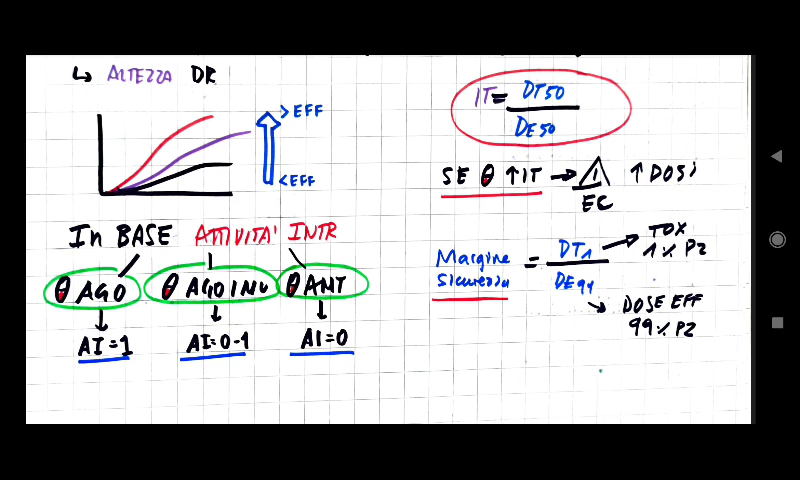 ↳ ALTEZZA DR
> EFF
< EFF
In BASE ATTIVITA' INTR
θ AGO
θ AGO INV
θ ANT
AI=1
AI=0-1
AI=0
IT= DT50
DE50
SE θ ↑IT → ! ↑DOSI
EC
Margine
Sicurezza
= DT1
DE99
TOX
1% PZ
DOSE EFF
99% PZ